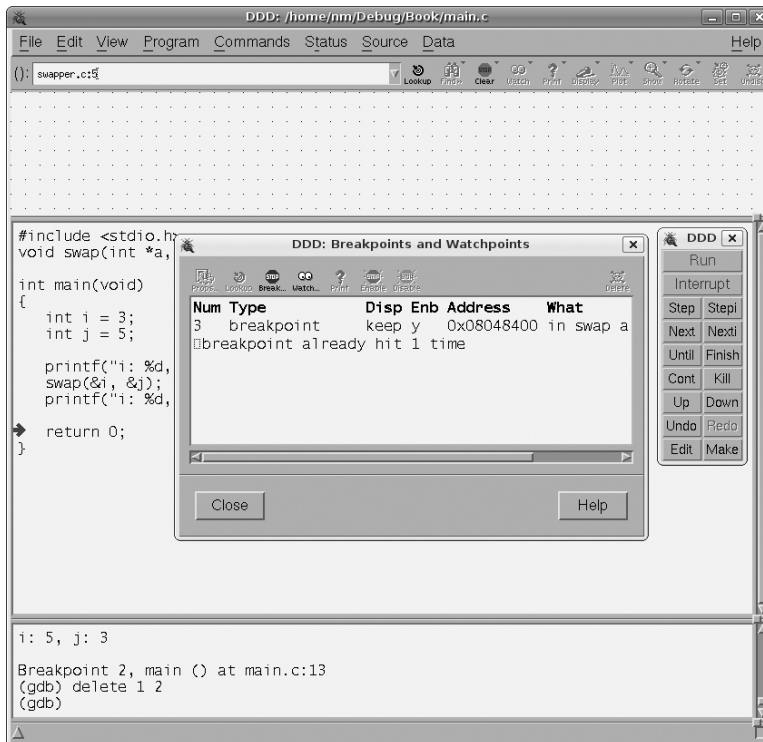 DDD: /home/nm/Debug/Book/main.c
File Edit View Program Commands Status Source Data Help
(): swapper.c:5
Lookup Find>> Clear Watch Print Display Plot Show Rotate Set Undisp
#include <stdio.h>
void swap(int *a,
int main(void)
{
int i = 3;
int j = 5;
printf("i: %d,
swap(&i, &j);
printf("i: %d,
return 0;
}
DDD: Breakpoints and Watchpoints
Props.. Lookup Break... Watch... Print Enable Disable Delete
Num Type Disp Enb Address What
3 breakpoint keep y 0x08048400 in swap a
breakpoint already hit 1 time
Close Help
DDD
Run
Interrupt
Step Stepi
Next Nexti
Until Finish
Cont Kill
Up Down
Undo Redo
Edit Make
i: 5, j: 3
Breakpoint 2, main () at main.c:13
(gdb) delete 1 2
(gdb)